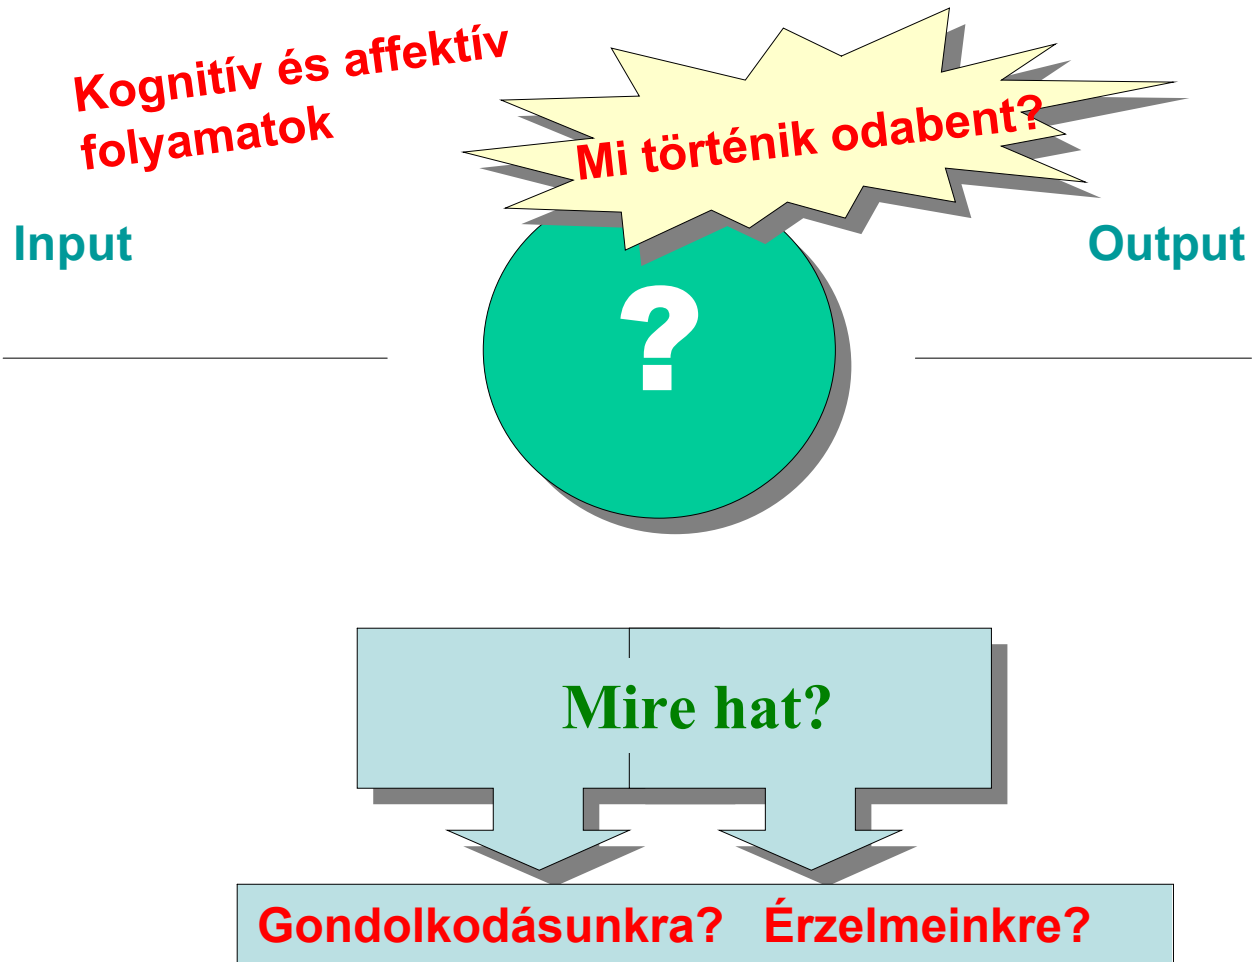 Kognitív és affektív
folyamatok
Mi történik odabent?
Input
Output
?
Mire hat?
Gondolkodásunkra? Érzelmeinkre?